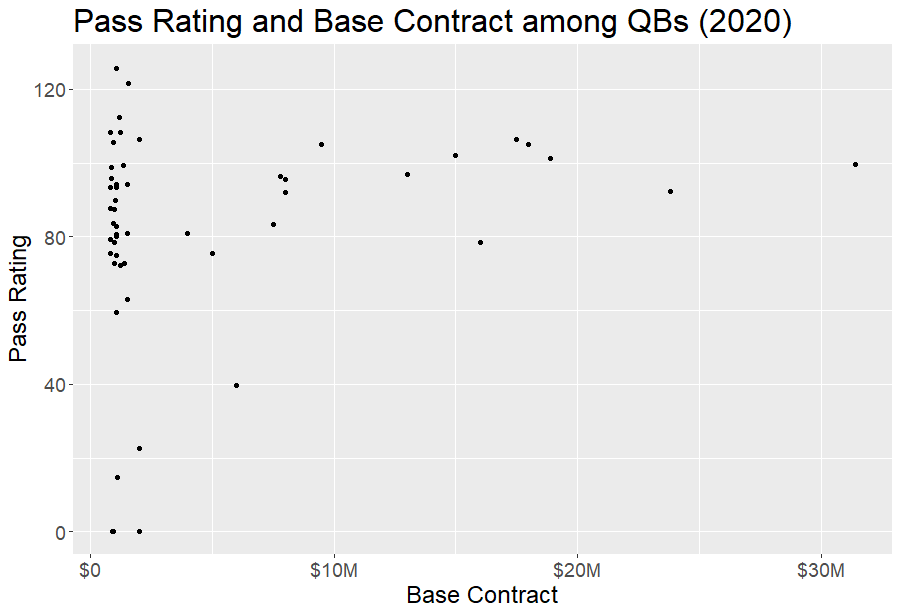 Pass Rating and Base Contract among QBs (2020)
Pass Rating
120
80
40
0
$0
$10M
$20M
$30M
Base Contract